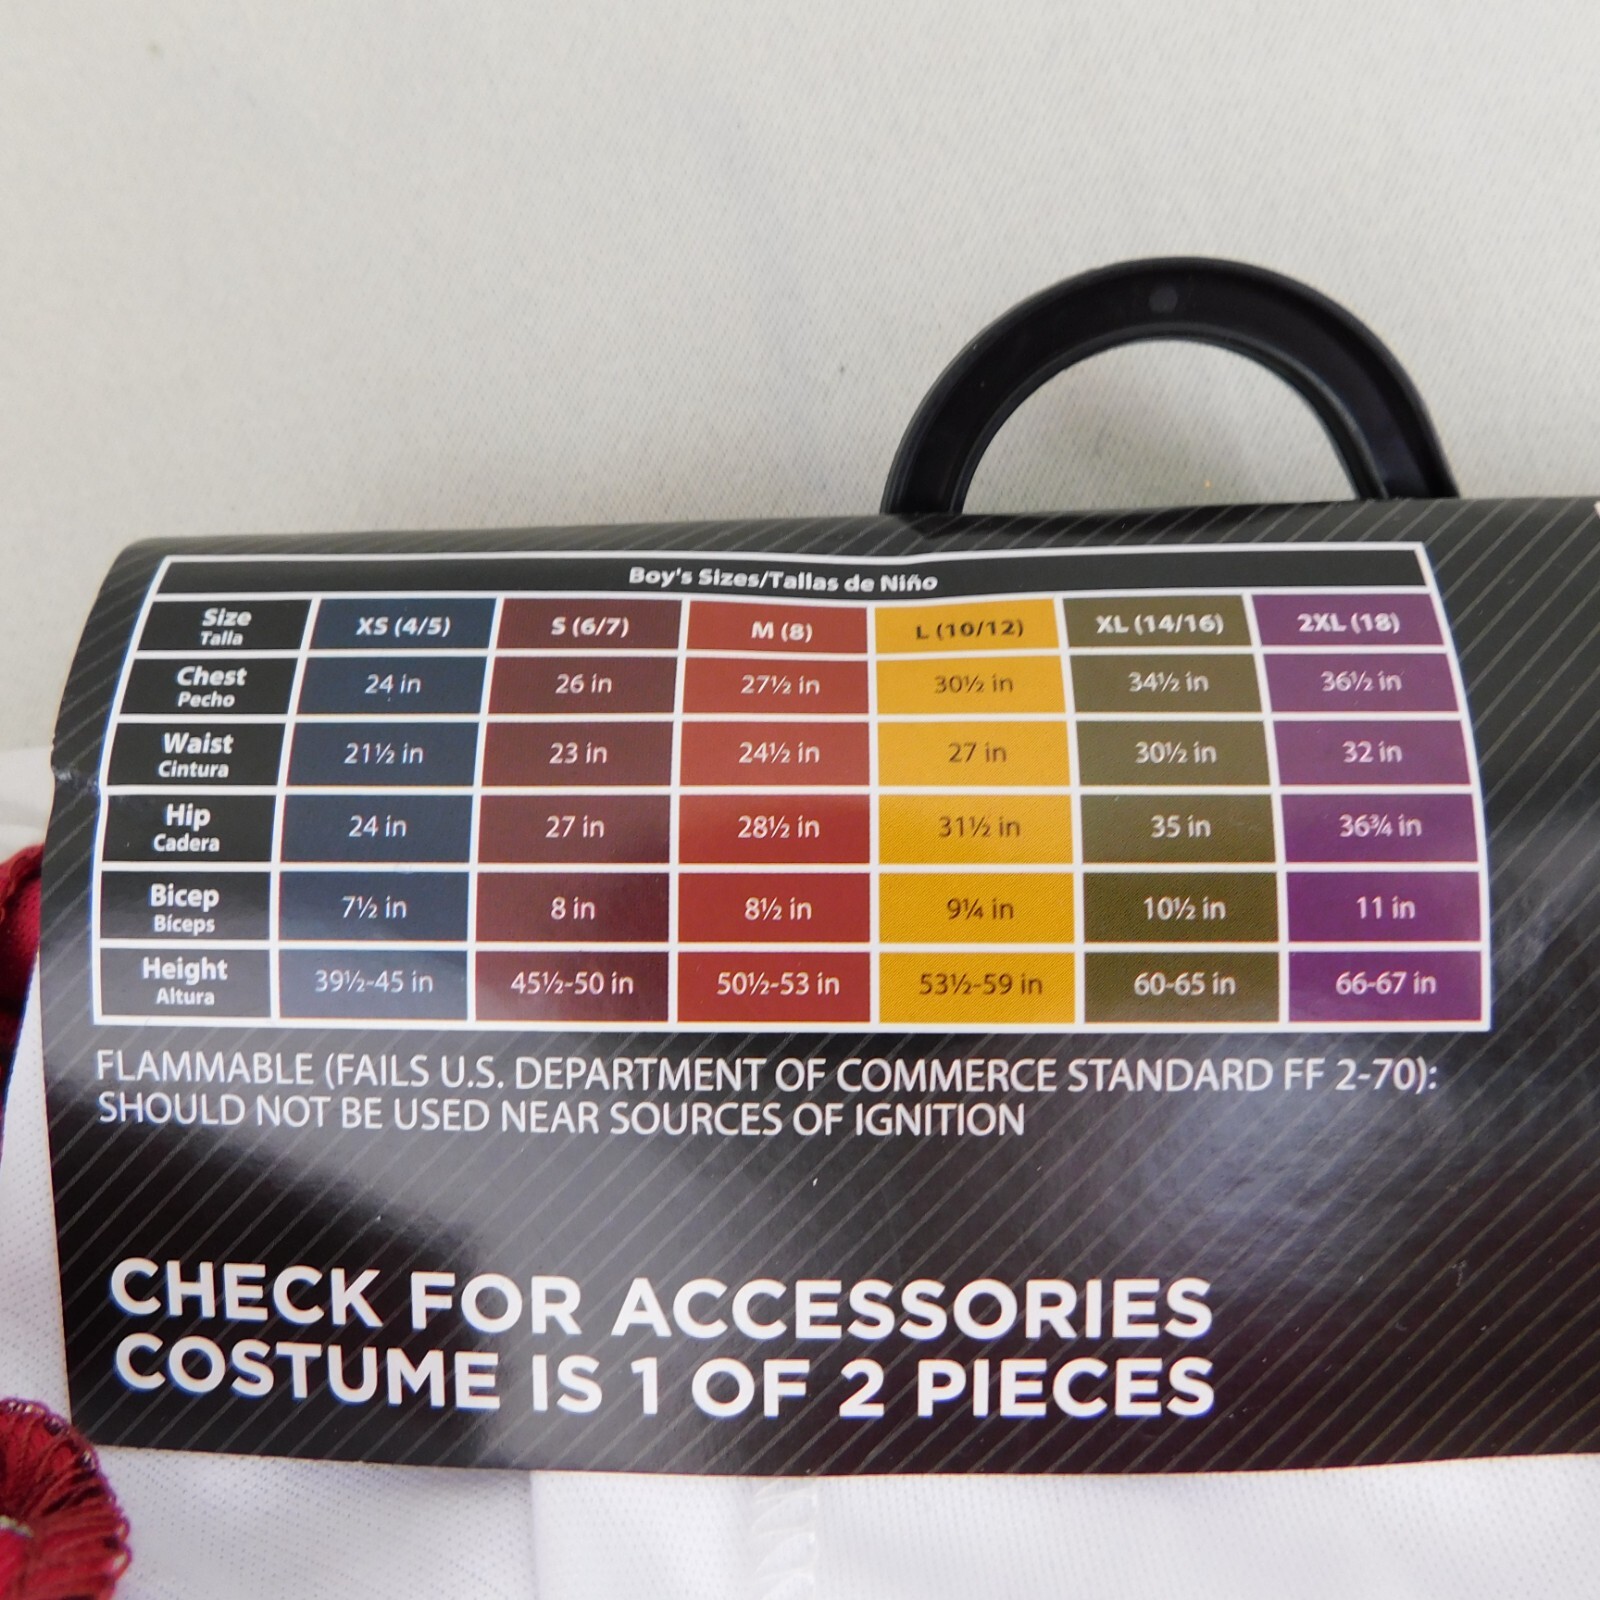 Boy's Sizes/Tallas de Niño
Size XS (4/5) S (6/7) M (8) L (10/12) XL (14/16) 2XL (18)
Talla
Chest 24 in 26 in 27½ in 30½ in 34½ in 36½ in
Pecho
Waist 21½ in 23 in 24½ in 27 in 30½ in 32 in
Cintura
Hip 24 in 27 in 28½ in 31½ in 35 in 36¾ in
Cadera
Bicep 7½ in 8 in 8½ in 9¼ in 10½ in 11 in
Bíceps
Height 39½-45 in 45½-50 in 50½-53 in 53½-59 in 60-65 in 66-67 in
Altura
FLAMMABLE (FAILS U.S. DEPARTMENT OF COMMERCE STANDARD FF 2-70):
SHOULD NOT BE USED NEAR SOURCES OF IGNITION
CHECK FOR ACCESSORIES
COSTUME IS 1 OF 2 PIECES